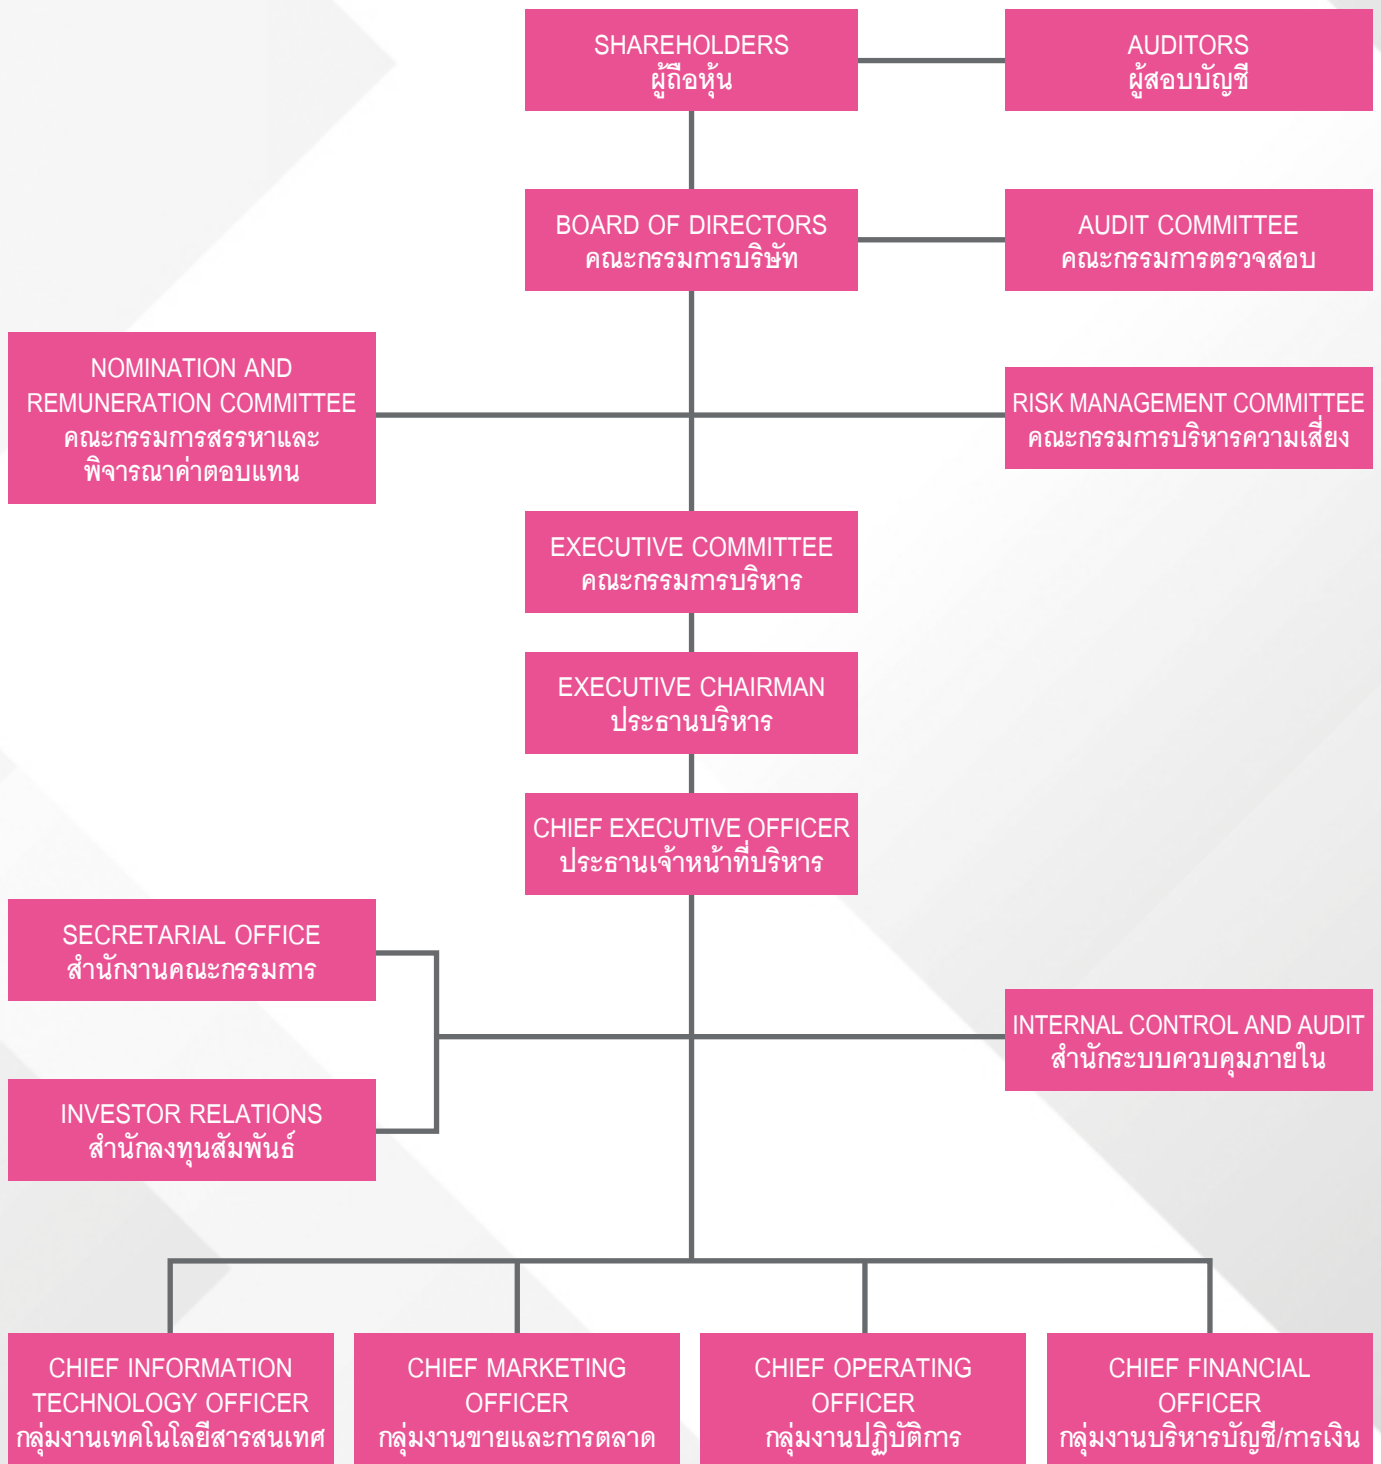 SHAREHOLDERS
ผู้ถือหุ้น
AUDITORS
ผู้สอบบัญชี
BOARD OF DIRECTORS
คณะกรรมการบริษัท
AUDIT COMMITTEE
คณะกรรมการตรวจสอบ
NOMINATION AND
REMUNERATION COMMITTEE
คณะกรรมการสรรหาและ
พิจารณาค่าตอบแทน
RISK MANAGEMENT COMMITTEE
คณะกรรมการบริหารความเสี่ยง
EXECUTIVE COMMITTEE
คณะกรรมการบริหาร
EXECUTIVE CHAIRMAN
ประธานบริหาร
CHIEF EXECUTIVE OFFICER
ประธานเจ้าหน้าที่บริหาร
SECRETARIAL OFFICE
สำนักงานคณะกรรมการ
INTERNAL CONTROL AND AUDIT
สำนักระบบควบคุมภายใน
INVESTOR RELATIONS
สำนักลงทุนสัมพันธ์
CHIEF INFORMATION
TECHNOLOGY OFFICER
กลุ่มงานเทคโนโลยีสารสนเทศ
CHIEF MARKETING
OFFICER
กลุ่มงานขายและการตลาด
CHIEF OPERATING
OFFICER
กลุ่มงานปฏิบัติการ
CHIEF FINANCIAL
OFFICER
กลุ่มงานบริหารบัญชี/การเงิน